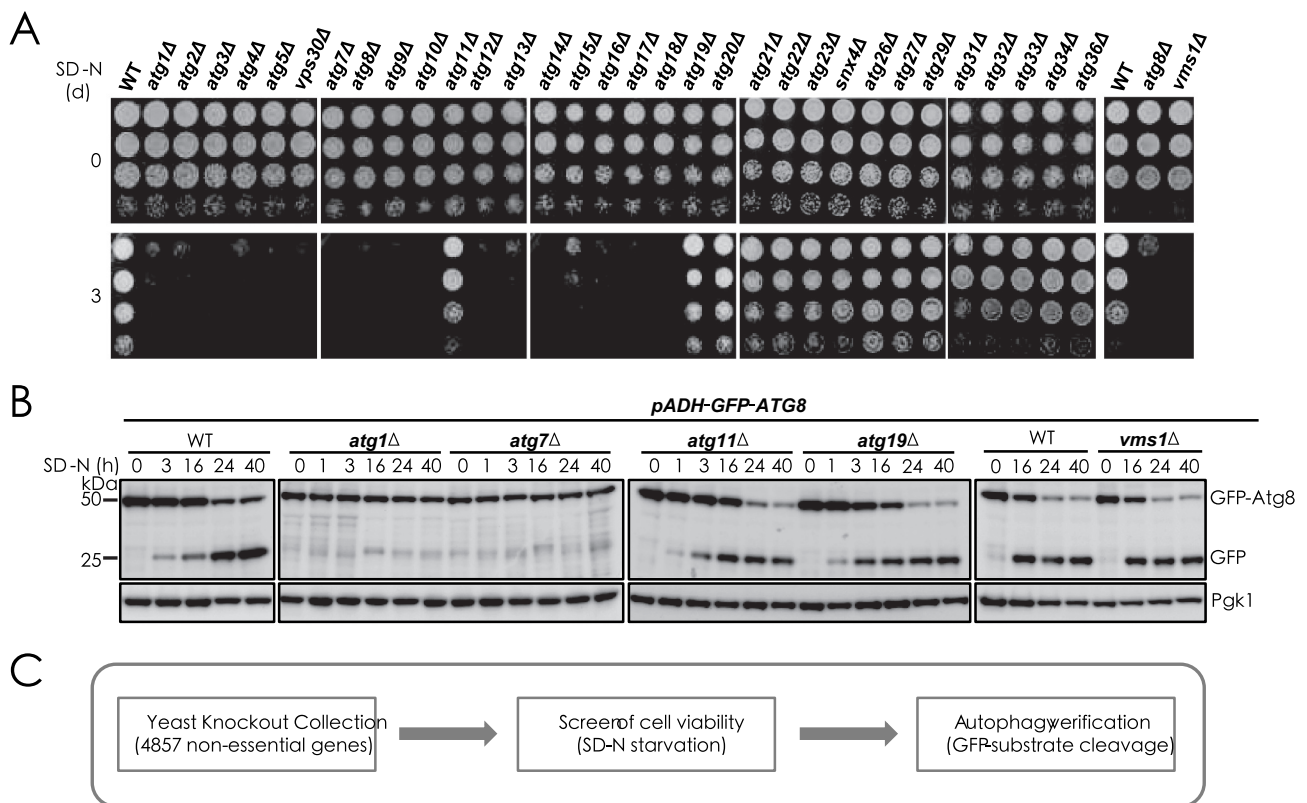 A
SD-N
(d)
WT atg1Δ atg2Δ atg3Δ atg4Δ atg5Δ vps30Δ atg7Δ atg8Δ atg9Δ atg10Δ atg11Δ atg12Δ atg13Δ atg14Δ atg15Δ atg16Δ atg17Δ atg18Δ atg19Δ atg20Δ atg21Δ atg22Δ atg23Δ snx4Δ atg26Δ atg27Δ atg29Δ atg31Δ atg32Δ atg33Δ atg34Δ atg36Δ WT atg8Δ vms1Δ
0
3
B
pADH-GFP-ATG8
WT atg1Δ atg7Δ atg11Δ atg19Δ WT vms1Δ
SD-N (h) 0 3 16 24 40 0 1 3 16 24 40 0 1 3 16 24 40 0 1 3 16 24 40 0 1 3 16 24 40 0 16 24 40 0 16 24 40
kDa
50 GFP-Atg8
25 GFP
Pgk1
C
Yeast Knockout Collection
(4857 non-essential genes)
Screen of cell viability
(SD-N starvation)
Autophagy verification
(GFP-substrate cleavage)